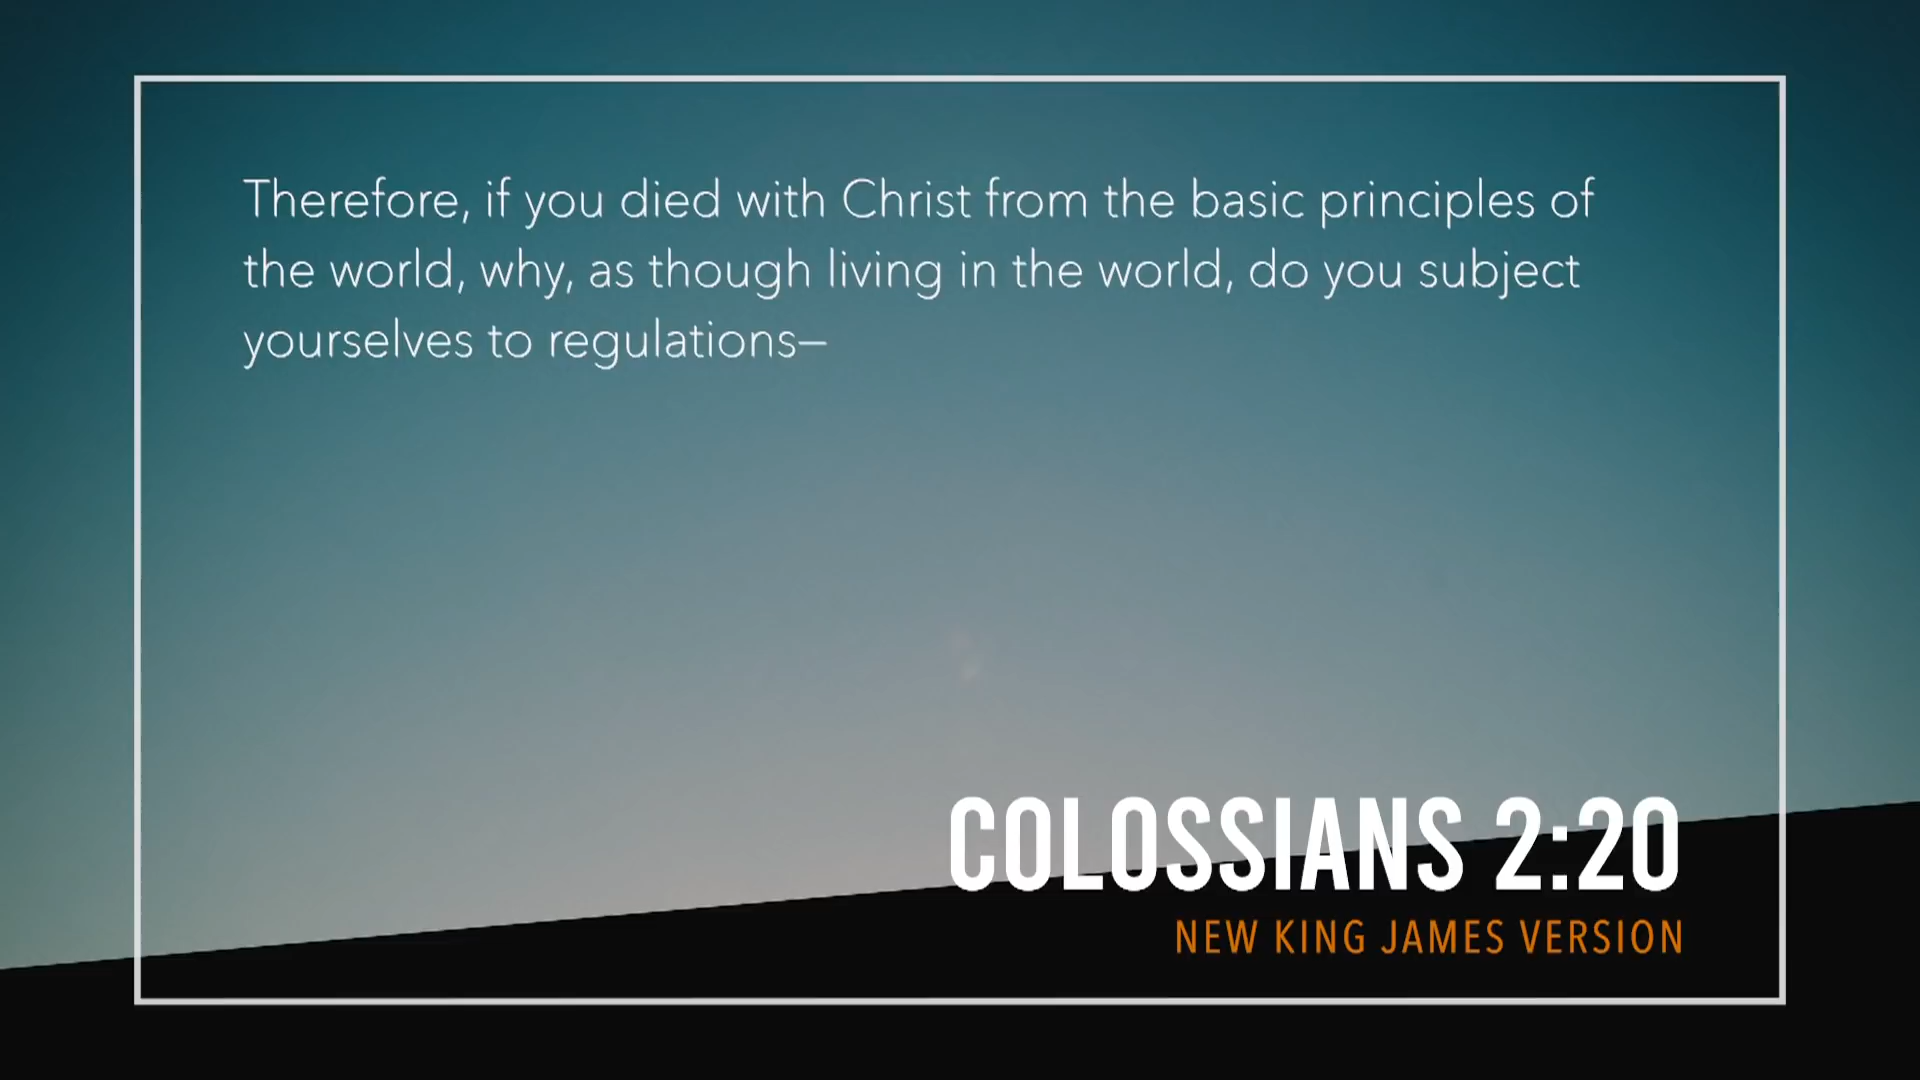 Therefore, if you died with Christ from the basic principles of
the world, why, as though living in the world, do you subject
yourselves to regulations—
COLOSSIANS 2:20
NEW KING JAMES VERSION